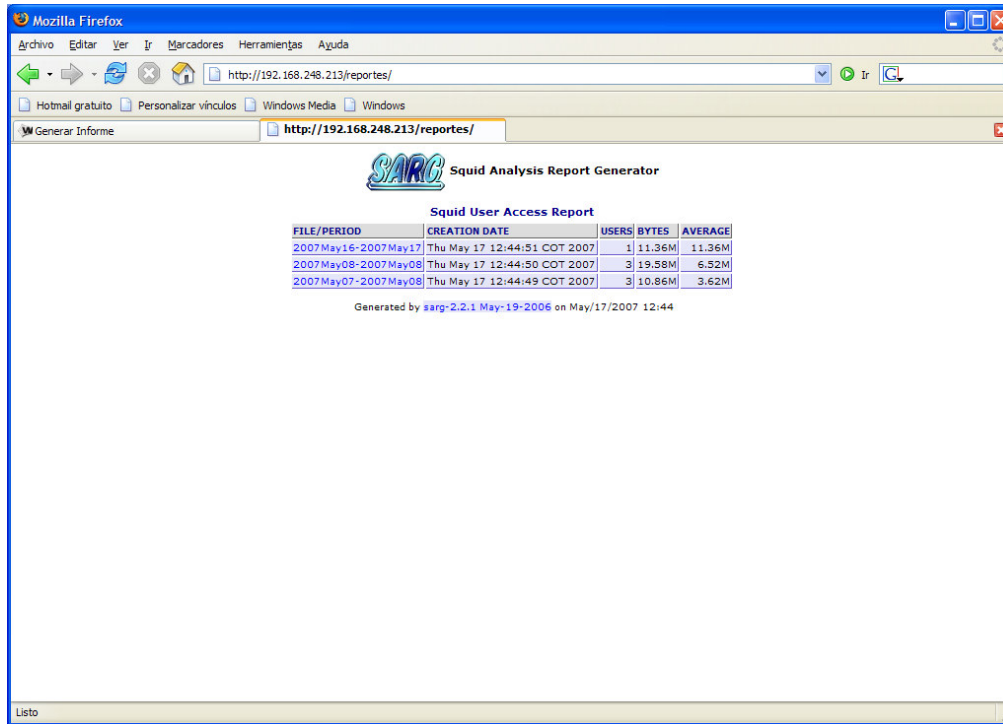 Mozilla Firefox
Archivo Editar Ver Ir Marcadores Herramientas Ayuda
http://192.168.248.213/reportes/ Ir G
Hotmail gratuito Personalizar vínculos Windows Media Windows
Generar Informe http://192.168.248.213/reportes/
SARG Squid Analysis Report Generator
Squid User Access Report
FILE/PERIOD CREATION DATE USERS BYTES AVERAGE
2007May16-2007May17 Thu May 17 12:44:51 COT 2007 1 11.36M 11.36M
2007May08-2007May08 Thu May 17 12:44:50 COT 2007 3 19.58M 6.52M
2007May07-2007May08 Thu May 17 12:44:49 COT 2007 3 10.86M 3.62M
Generated by sarg-2.2.1 May-19-2006 on May/17/2007 12:44
Listo